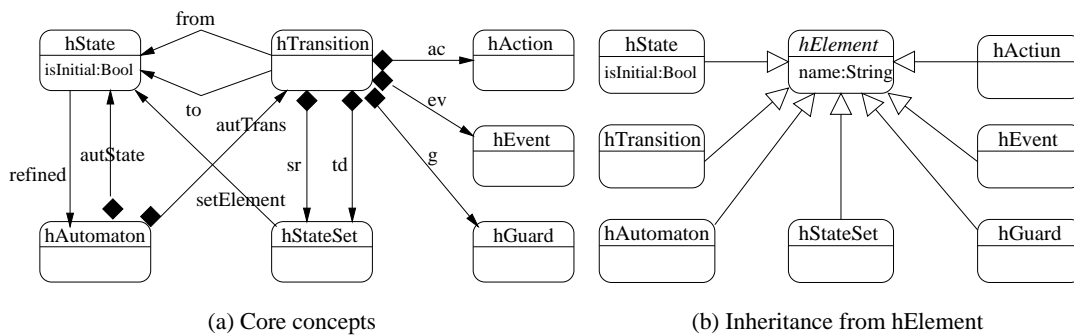 from
hState
hTransition
ac
hAction
isInitial:Bool
to
ev
autTrans
hEvent
autState
refined
sr
td
g
setElement
hAutomaton
hStateSet
hGuard
(a) Core concepts
hState
hElement
hActiun
isInitial:Bool
name:String
hTransition
hEvent
hAutomaton
hStateSet
hGuard
(b) Inheritance from hElement